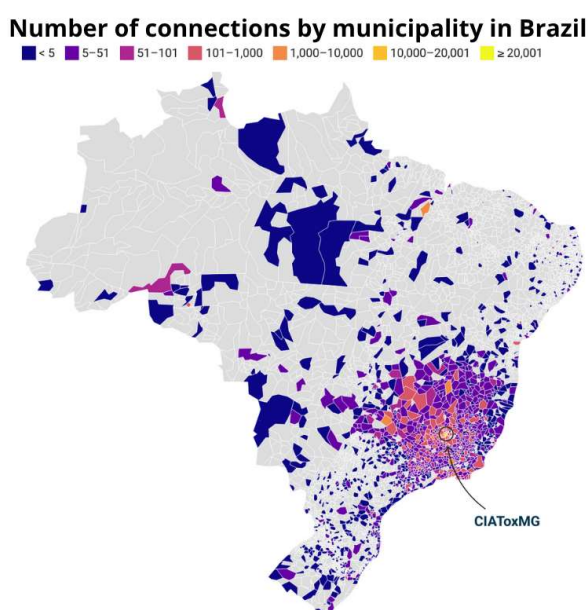 Number of connections by municipality in Brazil
< 5 5–51 51–101 101–1,000 1,000–10,000 10,000–20,001 ≥ 20,001
CIAToxMG